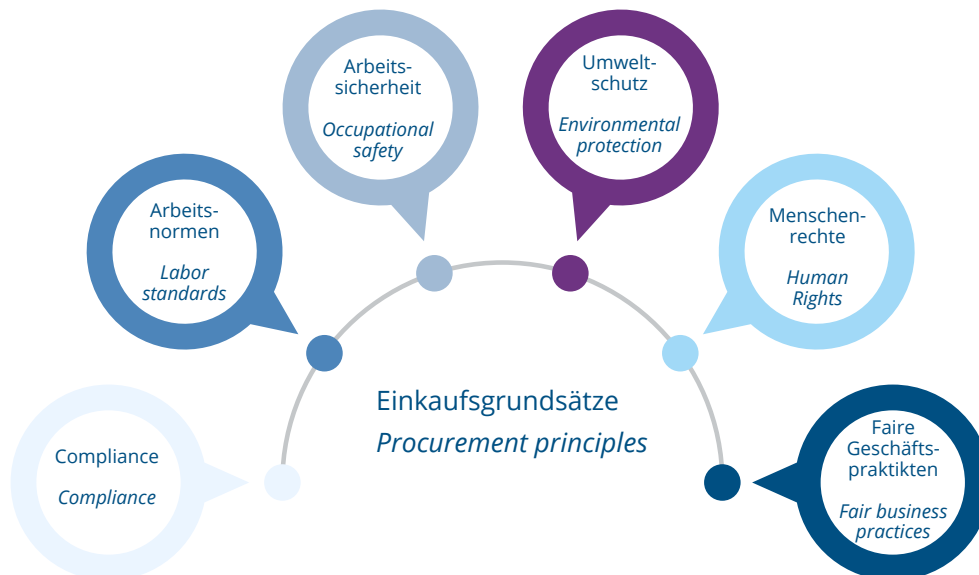 Arbeits-
sicherheit
Occupational
safety
Umwelt-
schutz
Environmental
protection
Arbeits-
normen
Labor
standards
Menschen-
rechte
Human
Rights
Einkaufsgrundsätze
Procurement principles
Compliance
Compliance
Faire
Geschäfts-
praktikten
Fair business
practices